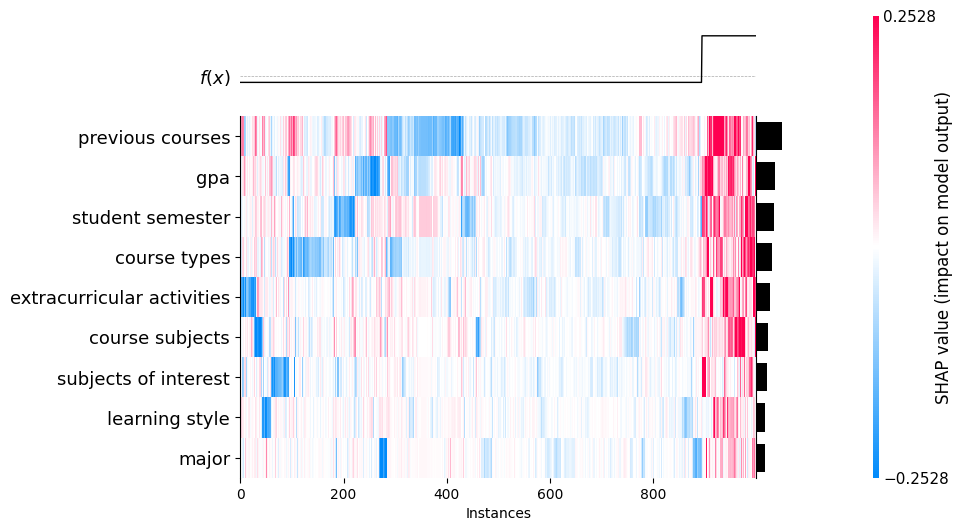 0.2528
f(x)
previous courses
gpa
student semester
course types
extracurricular activities
course subjects
subjects of interest
learning style
major
0 200 400 600 800
Instances
SHAP value (impact on model output)
−0.2528